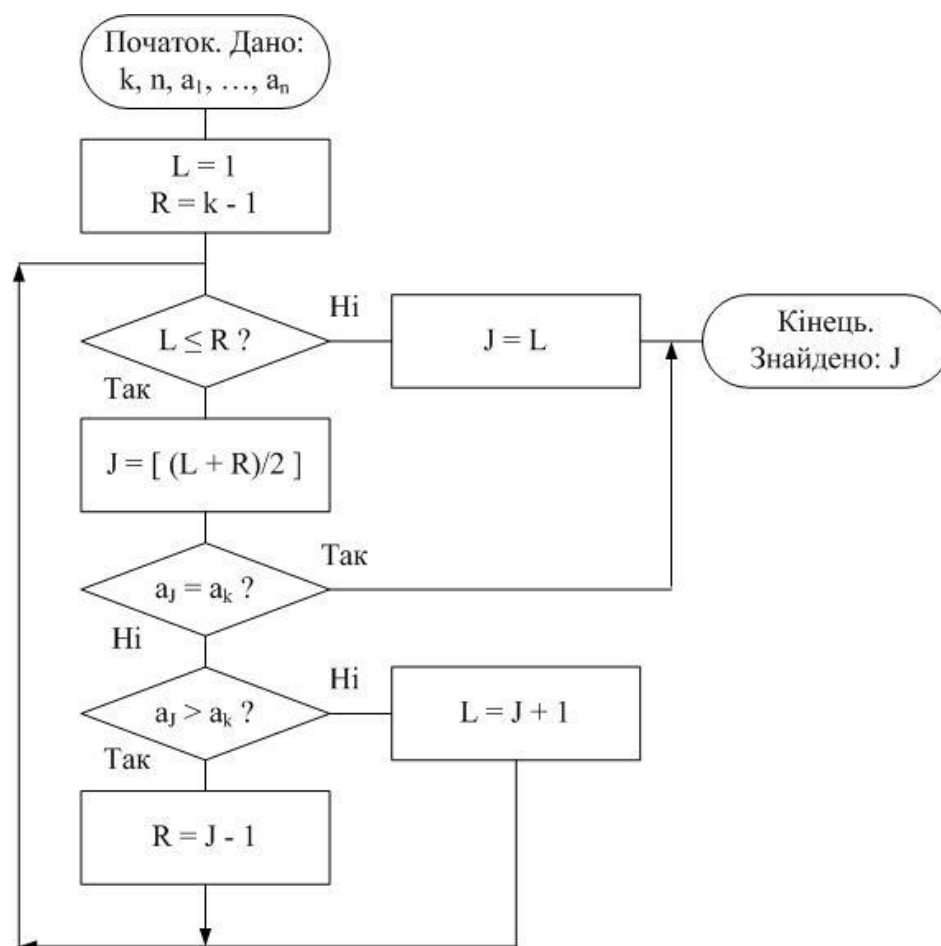 Початок. Дано:
k, n, a₁, …, aₙ
L = 1
R = k - 1
L ≤ R ?
Ні
J = L
Кінець.
Знайдено: J
Так
J = [ (L + R)/2 ]
aJ = ak ?
Так
Ні
aJ > ak ?
Ні
L = J + 1
Так
R = J - 1